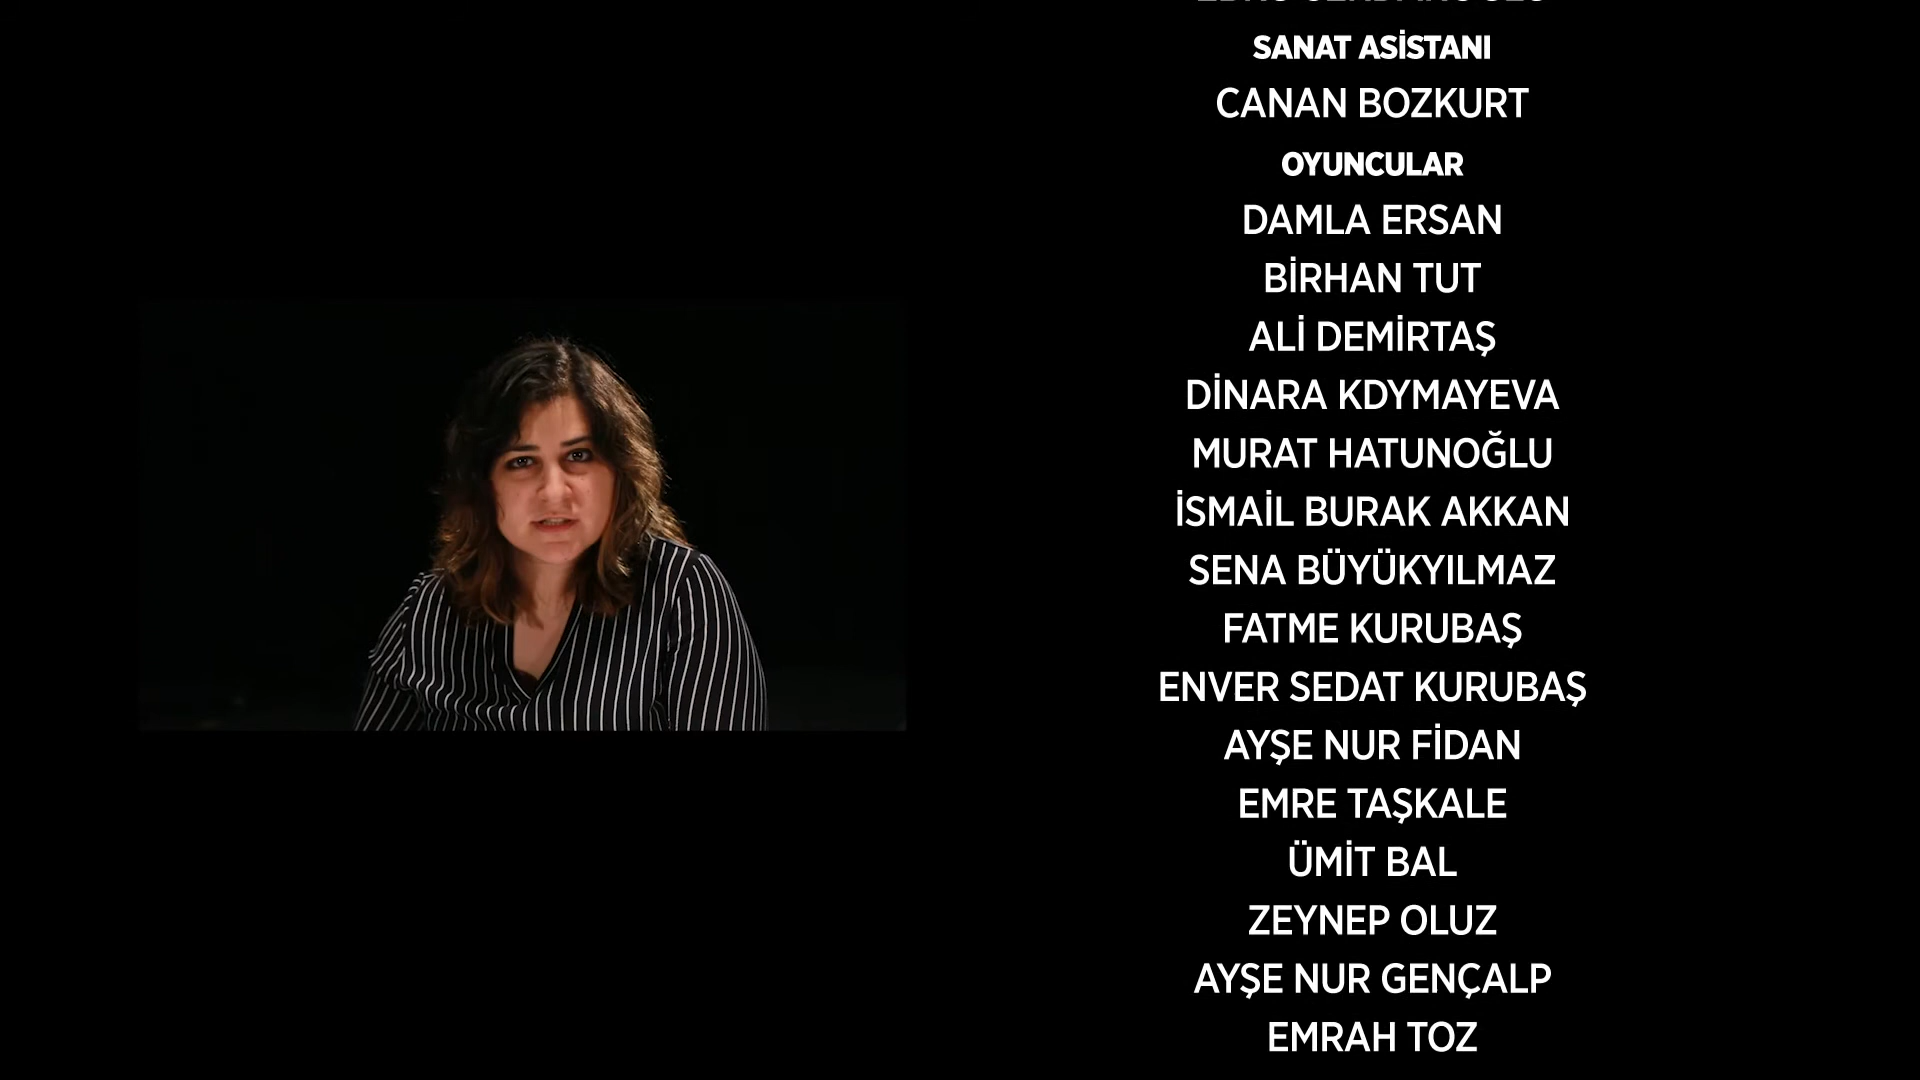 SANAT ASİSTANI
CANAN BOZKURT
OYUNCULAR
DAMLA ERSAN
BİRHAN TUT
ALİ DEMİRTAŞ
DİNARA KDYMAYEVA
MURAT HATUNOĞLU
İSMAİL BURAK AKKAN
SENA BÜYÜKYILMAZ
FATME KURUBAŞ
ENVER SEDAT KURUBAŞ
AYŞE NUR FİDAN
EMRE TAŞKALE
ÜMİT BAL
ZEYNEP OLUZ
AYŞE NUR GENÇALP
EMRAH TOZ